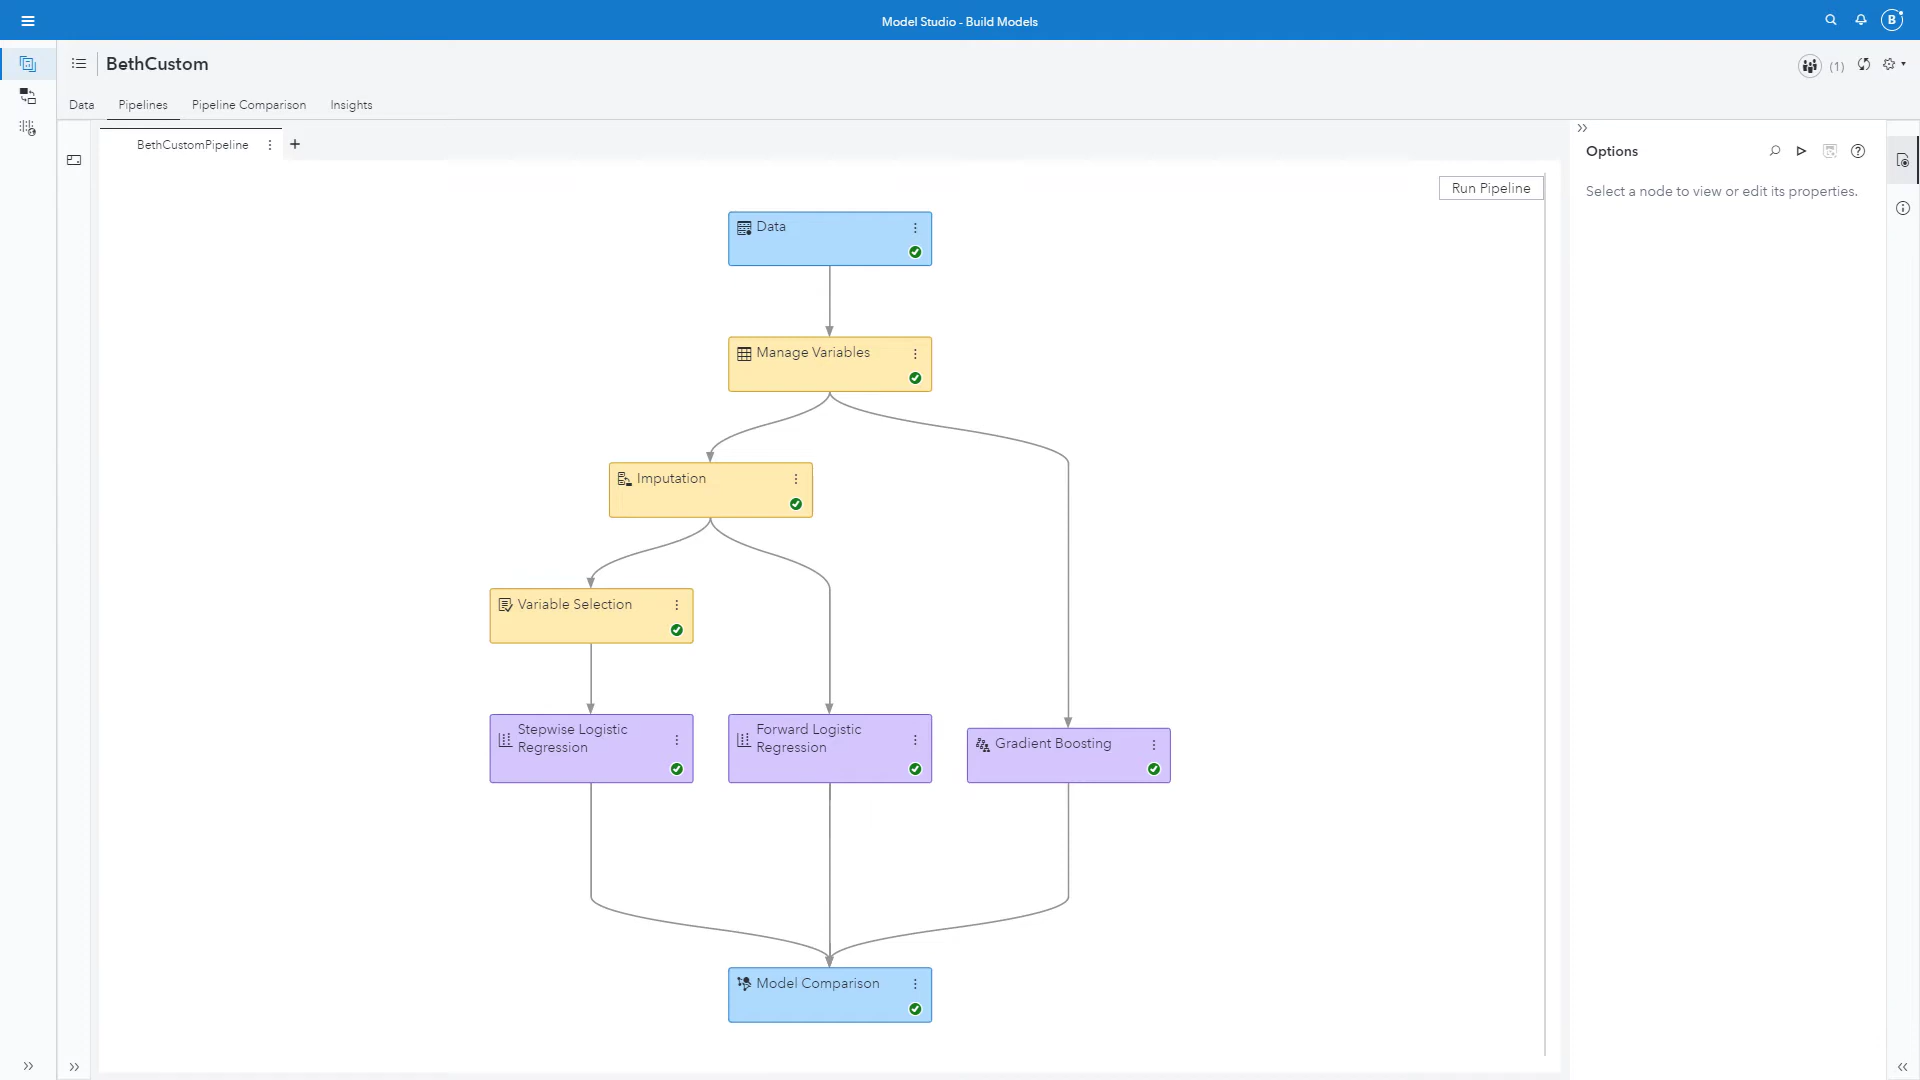 Model Studio - Build Models
B
BethCustom
(1)
Data
Pipelines
Pipeline Comparison
Insights
BethCustomPipeline
Options
Select a node to view or edit its properties.
Run Pipeline
Data
Manage Variables
Imputation
Variable Selection
Stepwise Logistic
Regression
Forward Logistic
Regression
Gradient Boosting
Model Comparison